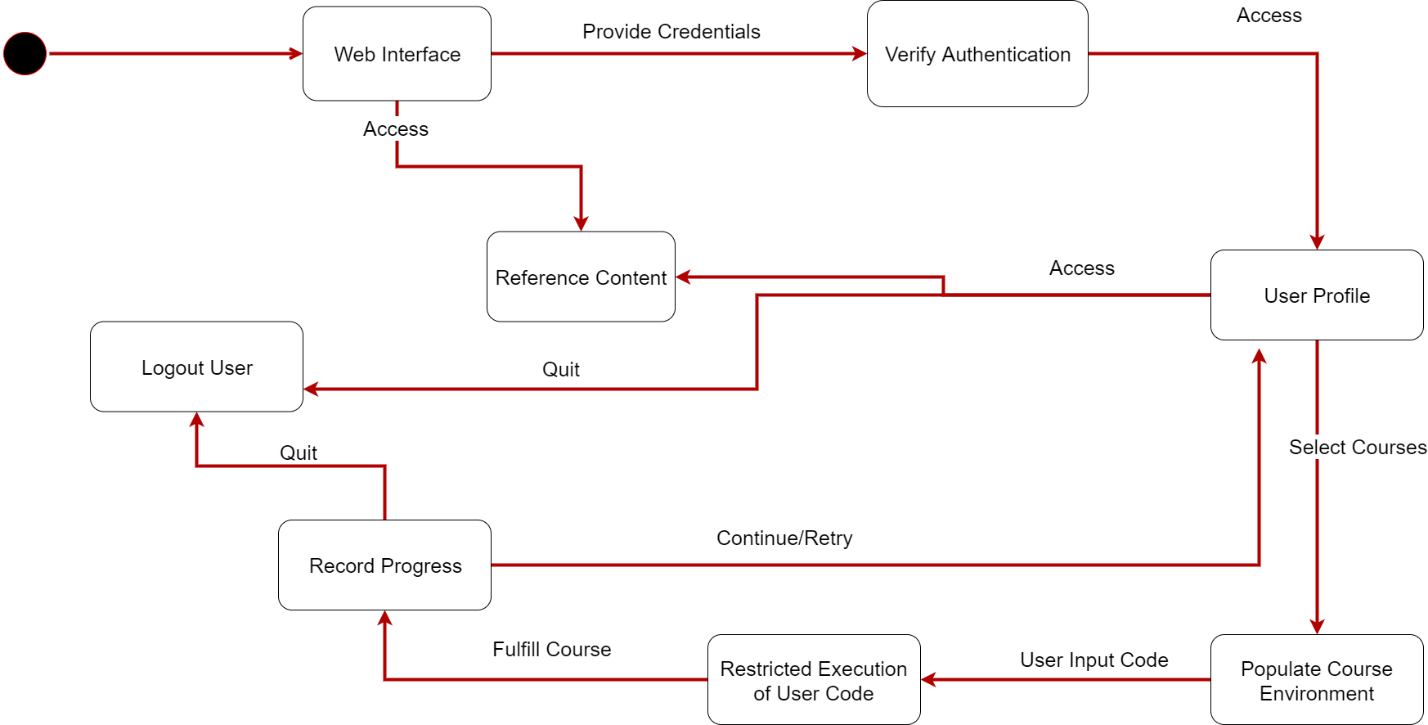 Access
Provide Credentials
Web Interface
Verify Authentication
Access
Reference Content
Access
User Profile
Logout User
Quit
Select Courses
Quit
Continue/Retry
Record Progress
Fulfill Course
User Input Code
Restricted Execution
of User Code
Populate Course
Environment